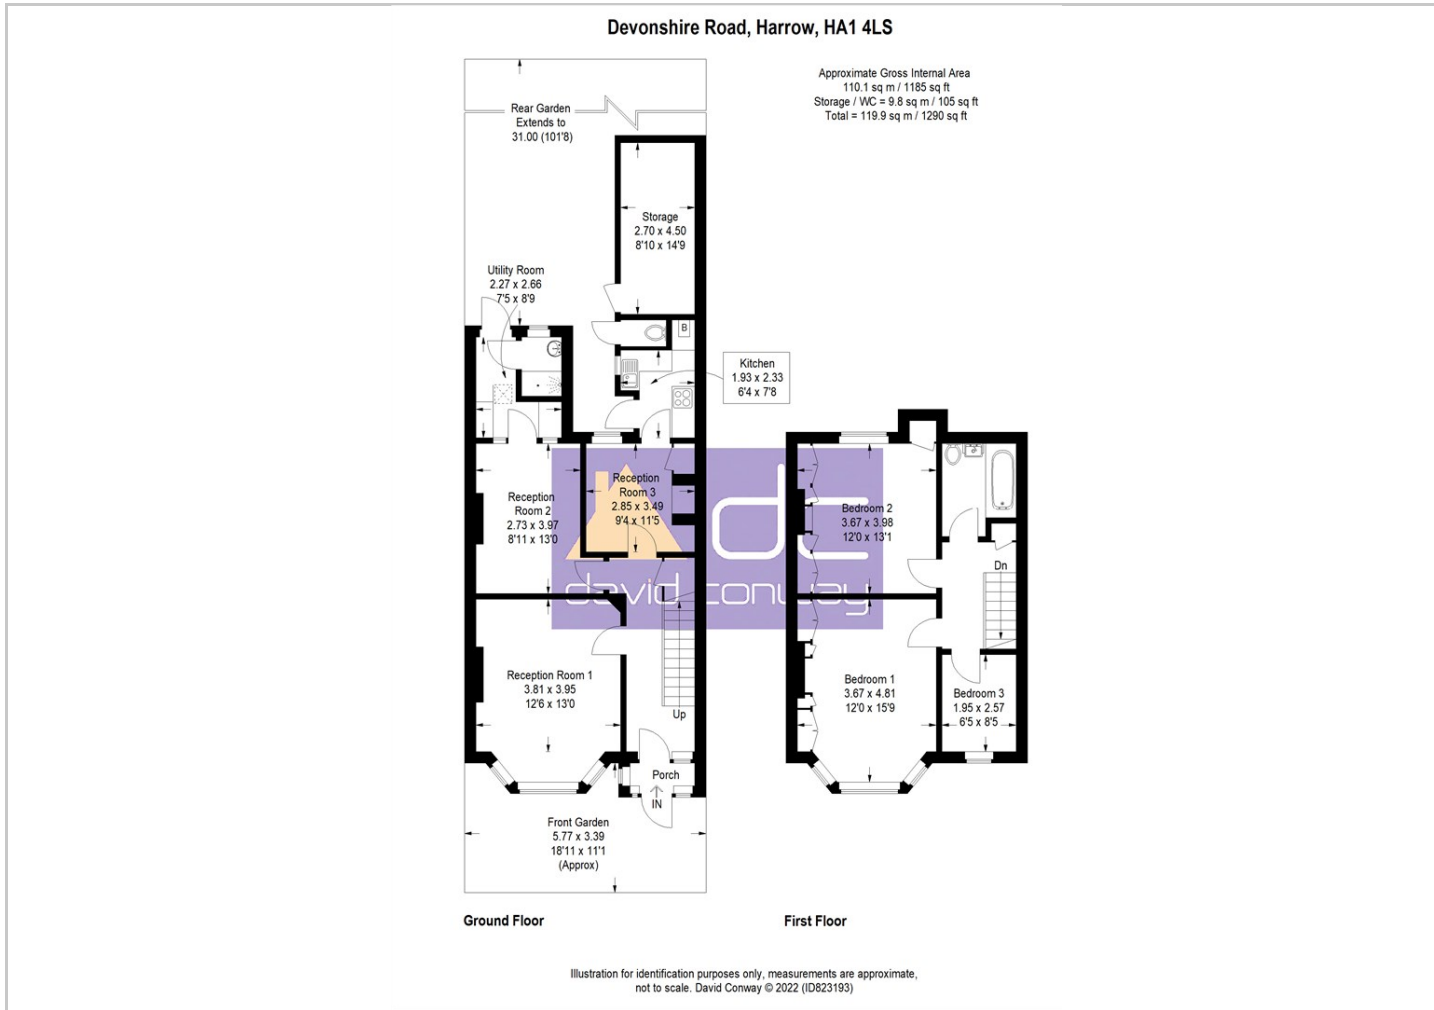 Devonshire Road, Harrow, HA1 4LS
Approximate Gross Internal Area
110.1 sq m / 1185 sq ft
Storage / WC = 9.8 sq m / 105 sq ft
Total = 119.9 sq m / 1290 sq ft
Rear Garden
Extends to
31.00 (101'8)
Storage
2.70 x 4.50
8'10 x 14'9
Utility Room
2.27 x 2.66
7'5 x 8'9
B
Kitchen
1.93 x 2.33
6'4 x 7'8
Reception
Room 3
2.85 x 3.49
9'4 x 11'5
Reception
Room 2
2.73 x 3.97
8'11 x 13'0
dc
david conway
Reception Room 1
3.81 x 3.95
12'6 x 13'0
Up
Porch
IN
Front Garden
5.77 x 3.39
18'11 x 11'1
(Approx)
Ground Floor
Bedroom 2
3.67 x 3.98
12'0 x 13'1
Dn
Bedroom 1
3.67 x 4.81
12'0 x 15'9
Bedroom 3
1.95 x 2.57
6'5 x 8'5
First Floor
Illustration for identification purposes only, measurements are approximate,
not to scale. David Conway © 2022 (ID823193)